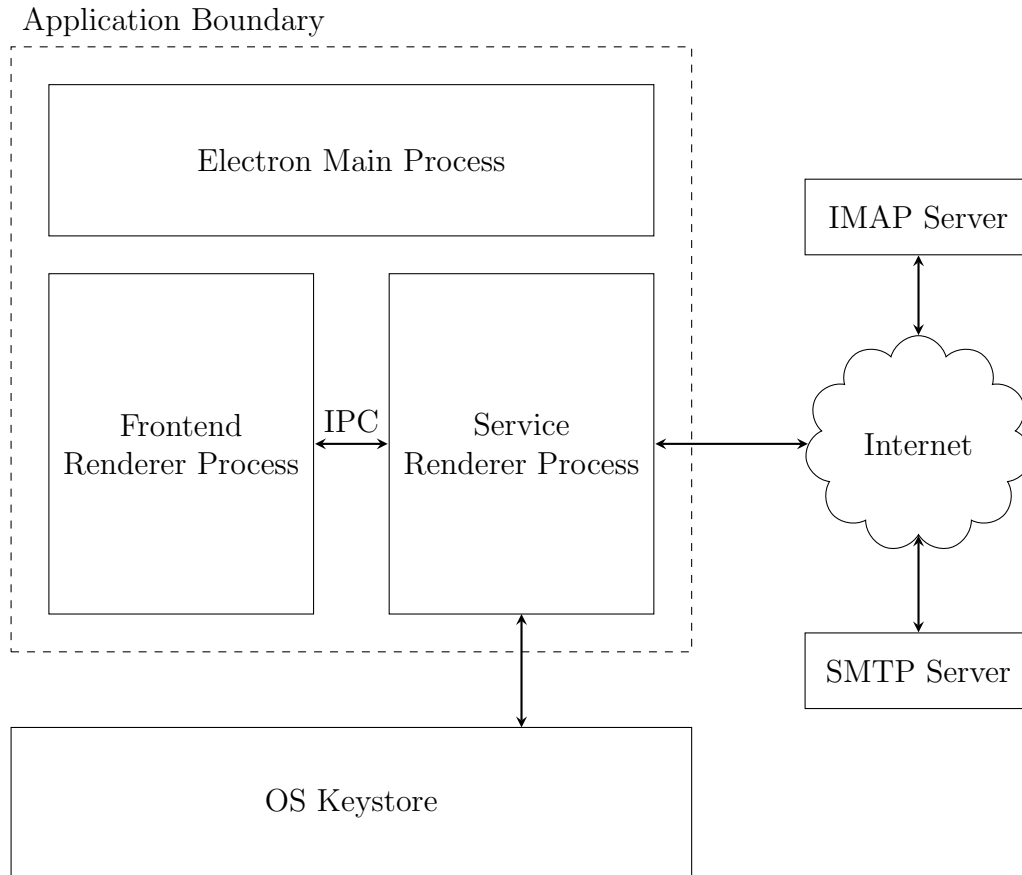 Application Boundary
Electron Main Process
IMAP Server
Frontend
Renderer Process
IPC
Service
Renderer Process
Internet
SMTP Server
OS Keystore